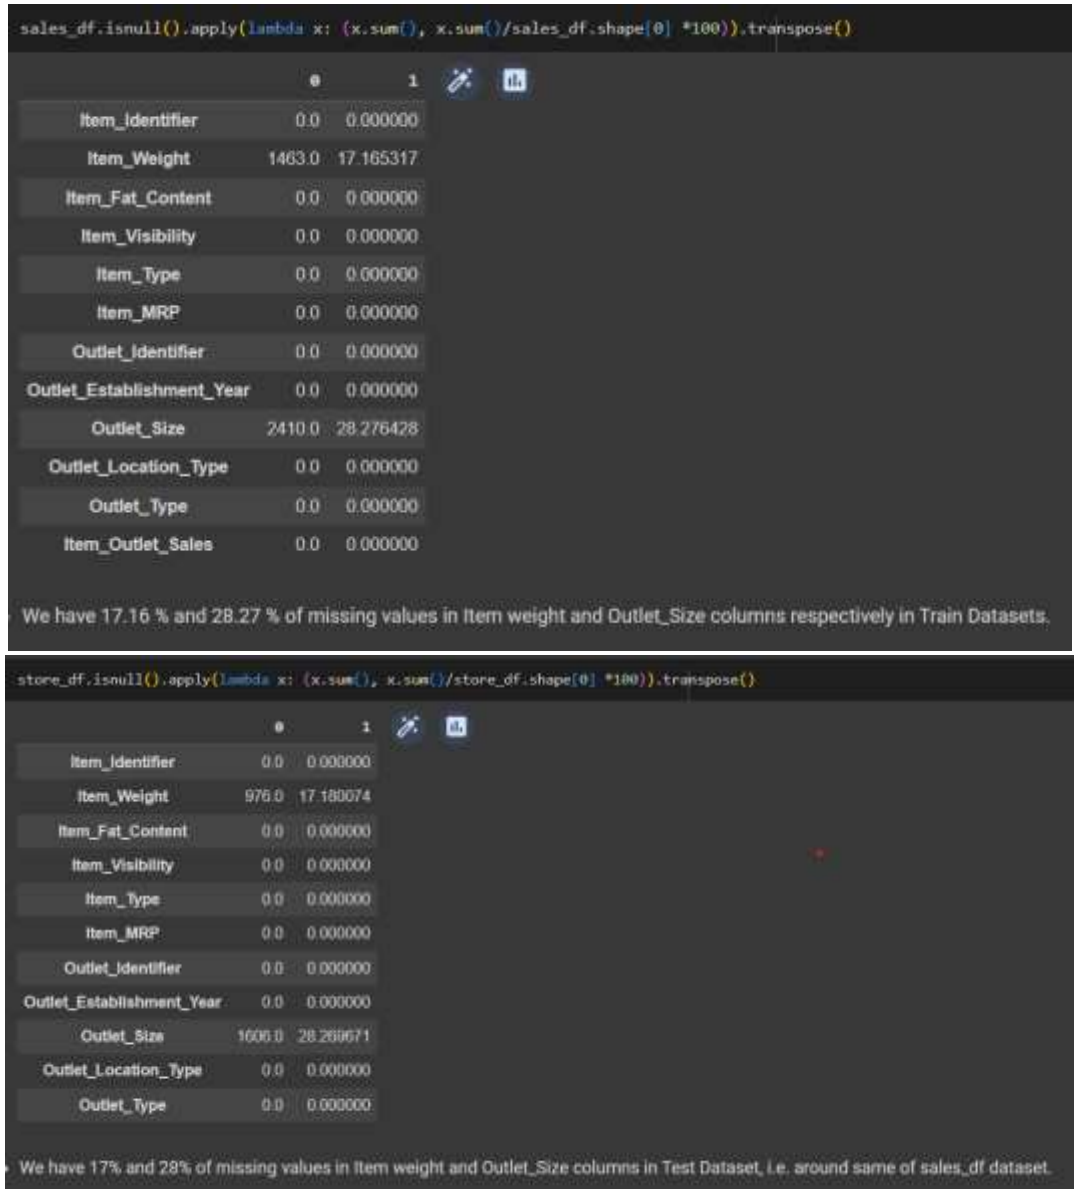 sales_df.isnull().apply(lambda x: (x.sum(), x.sum()/sales_df.shape[0] *100)).transpose()
0 1
Item_Identifier 0.0 0.000000
Item_Weight 1463.0 17.165317
Item_Fat_Content 0.0 0.000000
Item_Visibility 0.0 0.000000
Item_Type 0.0 0.000000
Item_MRP 0.0 0.000000
Outlet_Identifier 0.0 0.000000
Outlet_Establishment_Year 0.0 0.000000
Outlet_Size 2410.0 28.276428
Outlet_Location_Type 0.0 0.000000
Outlet_Type 0.0 0.000000
Item_Outlet_Sales 0.0 0.000000
We have 17.16 % and 28.27 % of missing values in Item weight and Outlet_Size columns respectively in Train Datasets.
store_df.isnull().apply(lambda x: (x.sum(), x.sum()/store_df.shape[0] *100)).transpose()
0 1
Item_Identifier 0.0 0.000000
Item_Weight 976.0 17.180074
Item_Fat_Content 0.0 0.000000
Item_Visibility 0.0 0.000000
Item_Type 0.0 0.000000
Item_MRP 0.0 0.000000
Outlet_Identifier 0.0 0.000000
Outlet_Establishment_Year 0.0 0.000000
Outlet_Size 1606.0 28.269671
Outlet_Location_Type 0.0 0.000000
Outlet_Type 0.0 0.000000
We have 17% and 28% of missing values in Item weight and Outlet_Size columns in Test Dataset, i.e. around same of sales_df dataset.